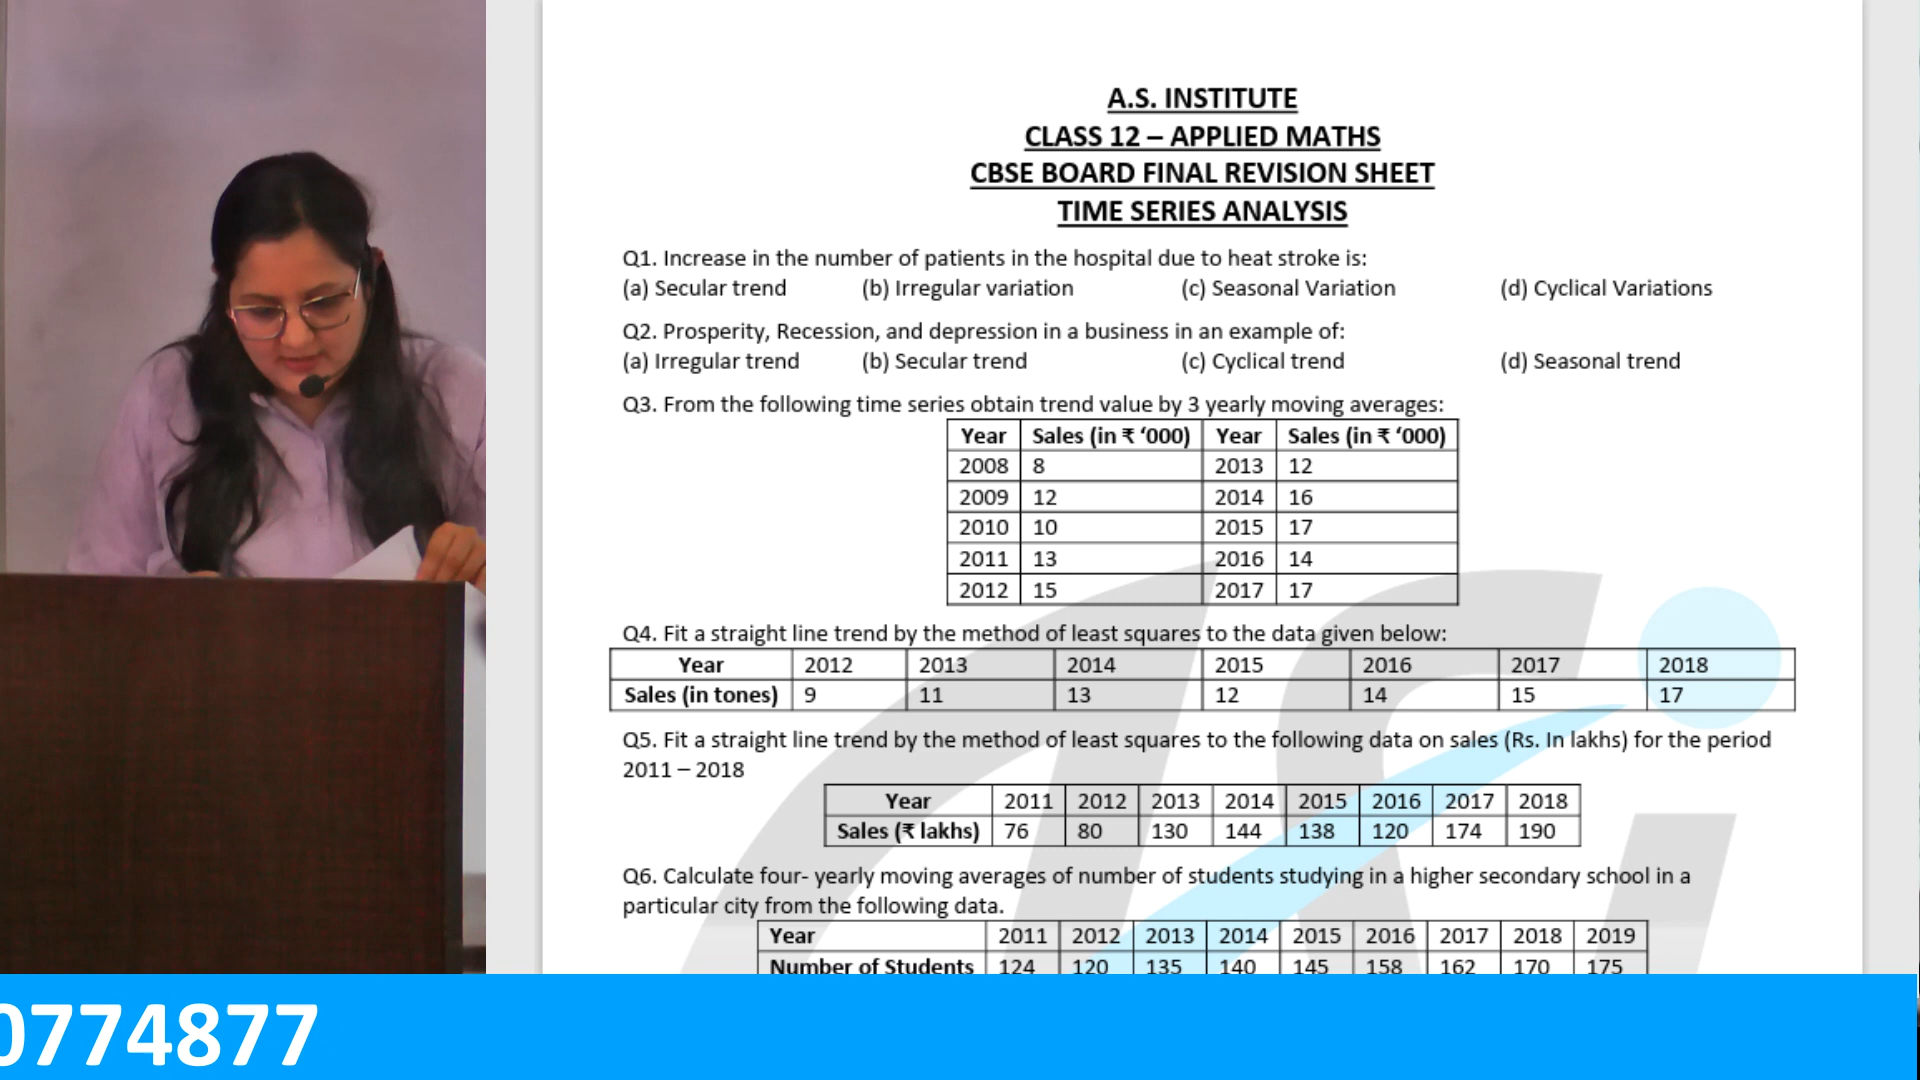 A.S. INSTITUTE
CLASS 12 – APPLIED MATHS
CBSE BOARD FINAL REVISION SHEET
TIME SERIES ANALYSIS
Q1. Increase in the number of patients in the hospital due to heat stroke is:
(a) Secular trend (b) Irregular variation (c) Seasonal Variation (d) Cyclical Variations
Q2. Prosperity, Recession, and depression in a business in an example of:
(a) Irregular trend (b) Secular trend (c) Cyclical trend (d) Seasonal trend
Q3. From the following time series obtain trend value by 3 yearly moving averages:
Year Sales (in ₹ ‘000) Year Sales (in ₹ ‘000)
2008 8 2013 12
2009 12 2014 16
2010 10 2015 17
2011 13 2016 14
2012 15 2017 17
Q4. Fit a straight line trend by the method of least squares to the data given below:
Year 2012 2013 2014 2015 2016 2017 2018
Sales (in tones) 9 11 13 12 14 15 17
Q5. Fit a straight line trend by the method of least squares to the following data on sales (Rs. In lakhs) for the period
2011 – 2018
Year 2011 2012 2013 2014 2015 2016 2017 2018
Sales (₹ lakhs) 76 80 130 144 138 120 174 190
Q6. Calculate four- yearly moving averages of number of students studying in a higher secondary school in a
particular city from the following data.
Year 2011 2012 2013 2014 2015 2016 2017 2018 2019
Number of Students 124 120 135 140 145 158 162 170 175
0774877